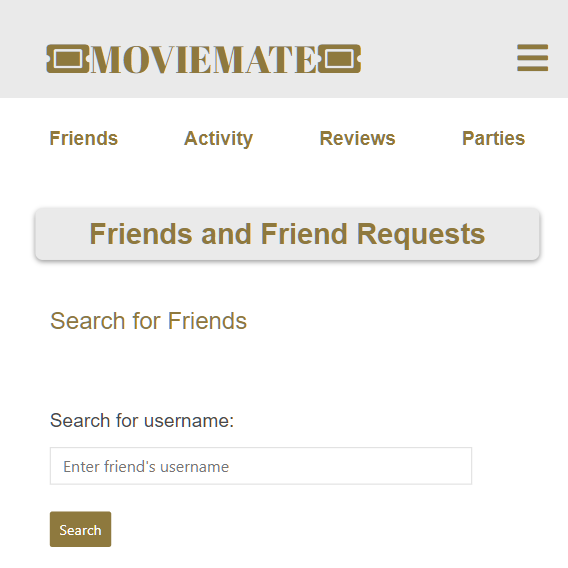 MOVIEMATE
Friends Activity Reviews Parties
Friends and Friend Requests
Search for Friends
Search for username:
Enter friend's username
Search